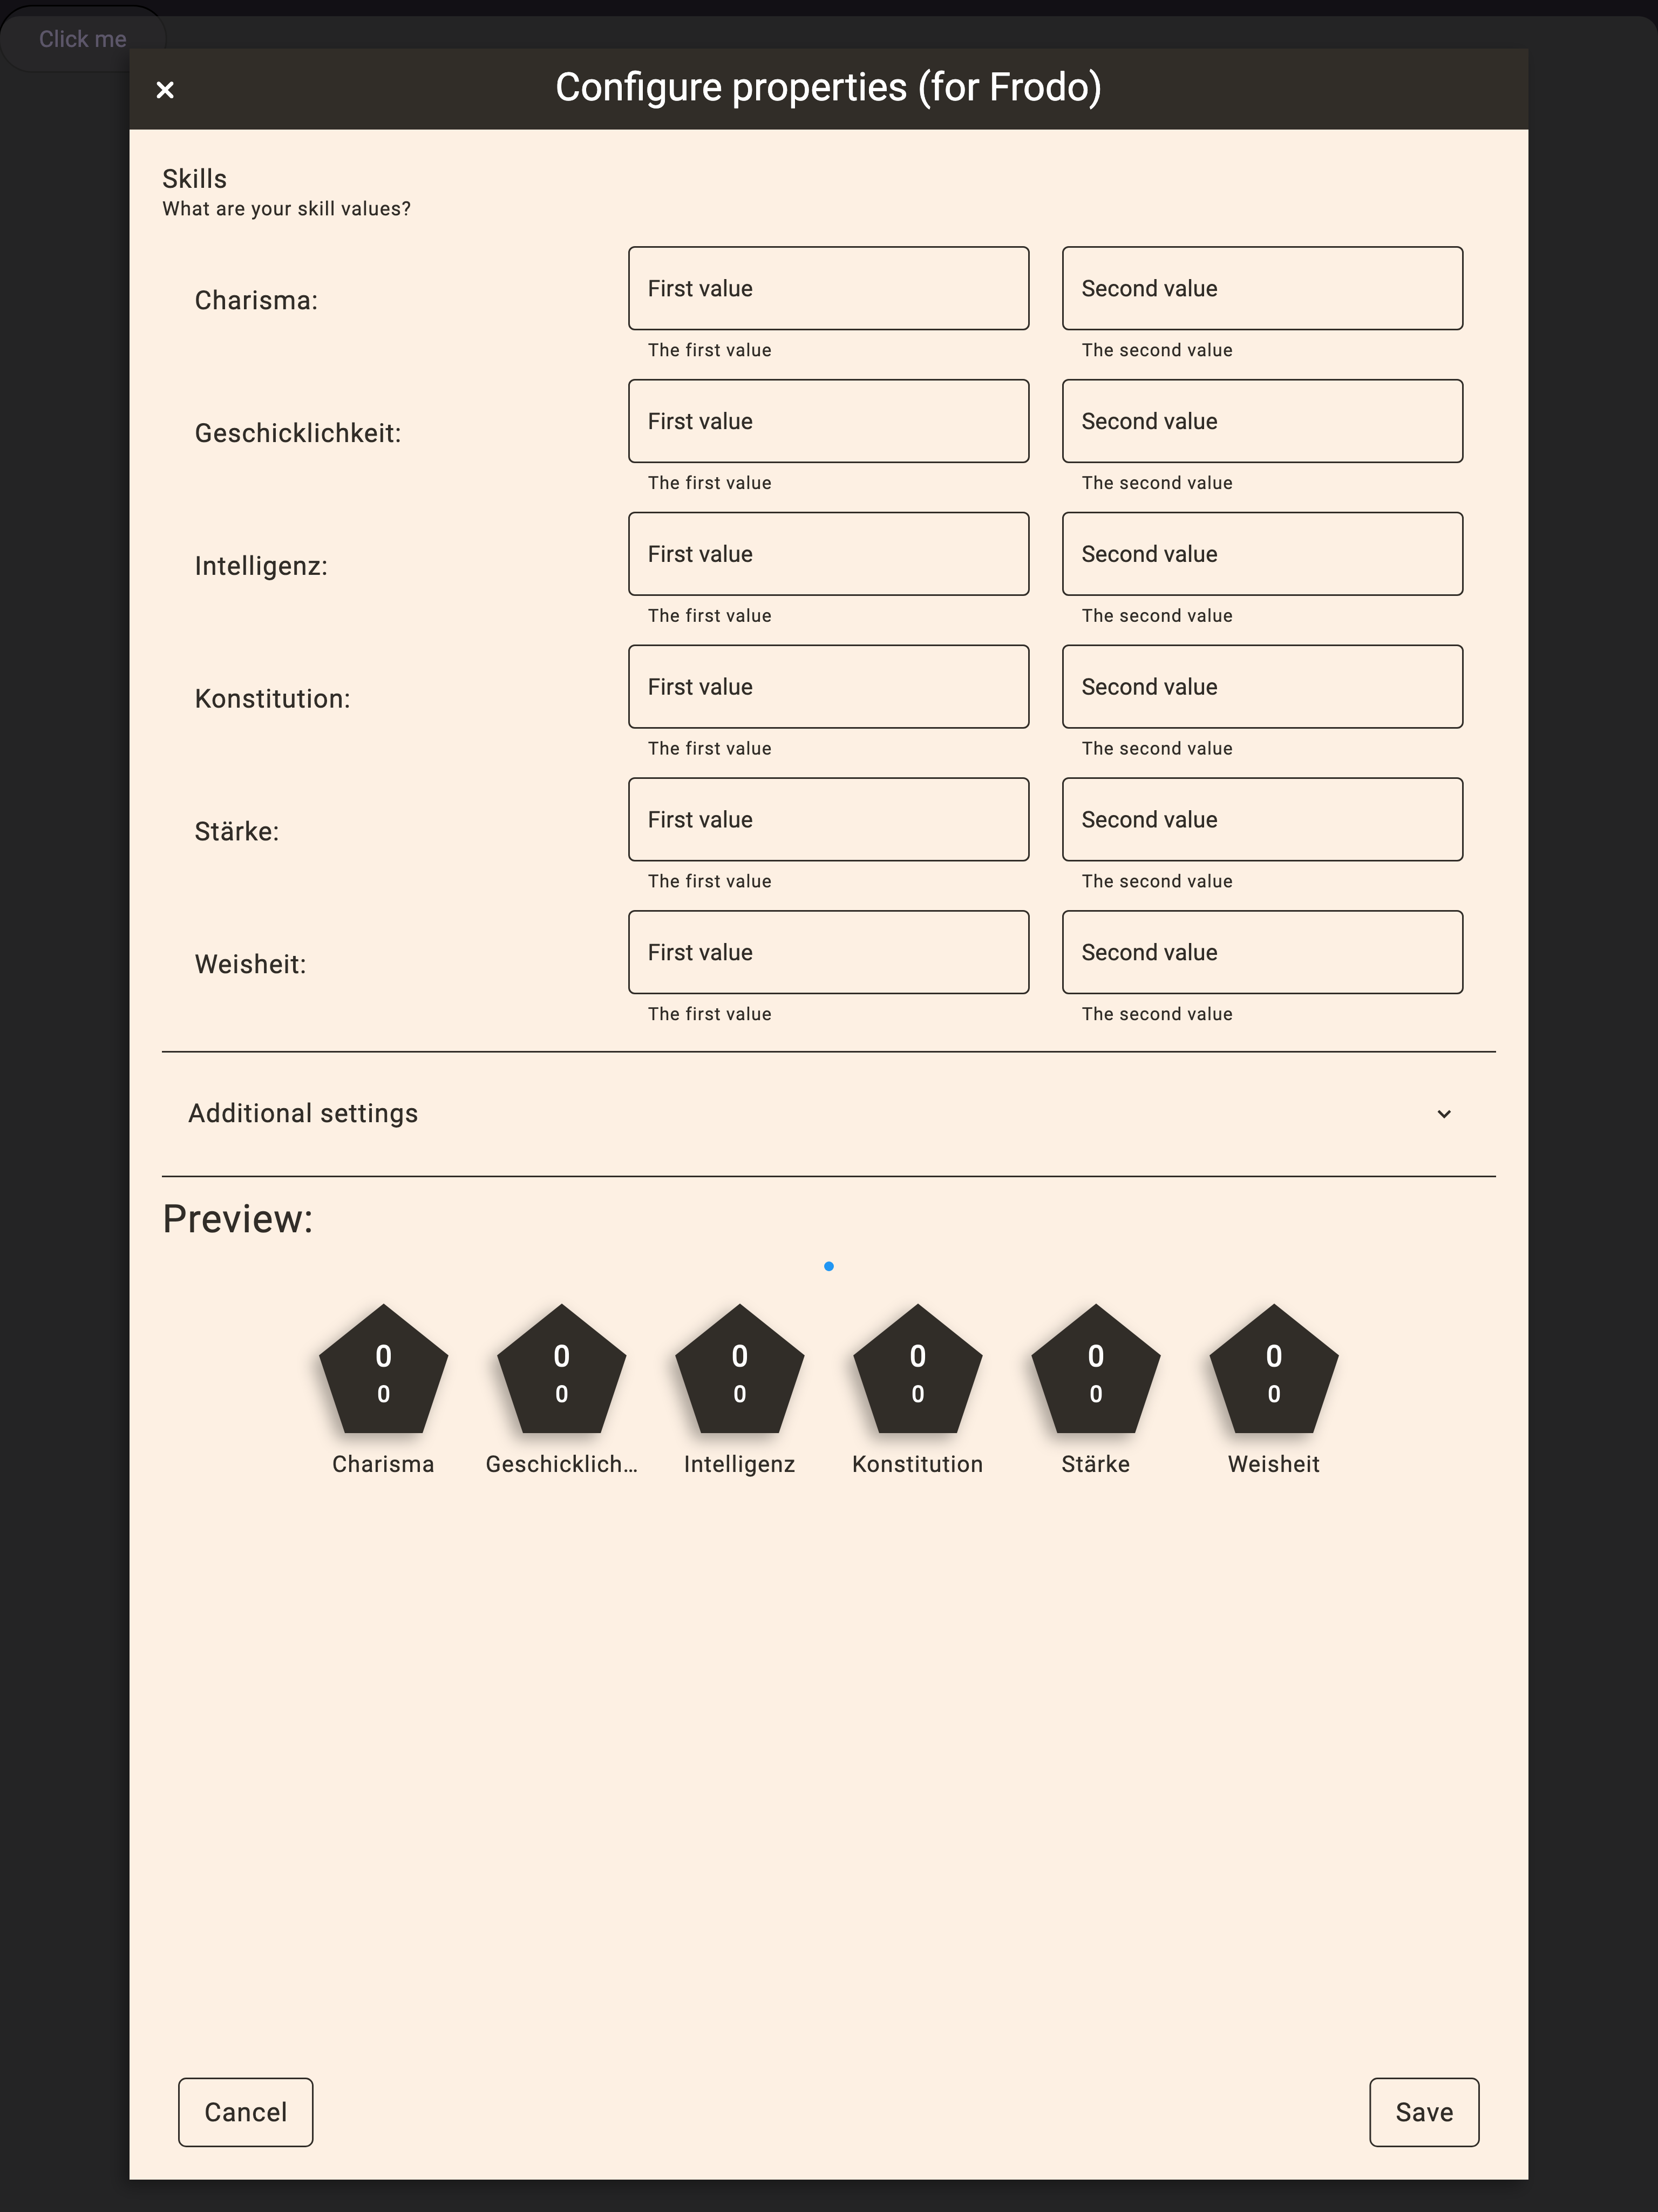 Click me
Configure properties (for Frodo)
Skills
What are your skill values?
Charisma:
First value
Second value
The first value
The second value
Geschicklichkeit:
First value
Second value
The first value
The second value
Intelligenz:
First value
Second value
The first value
The second value
Konstitution:
First value
Second value
The first value
The second value
Stärke:
First value
Second value
The first value
The second value
Weisheit:
First value
Second value
The first value
The second value
Additional settings
Preview:
0 0 0 0 0 0
0 0 0 0 0 0
Charisma Geschicklich... Intelligenz Konstitution Stärke Weisheit
Cancel Save